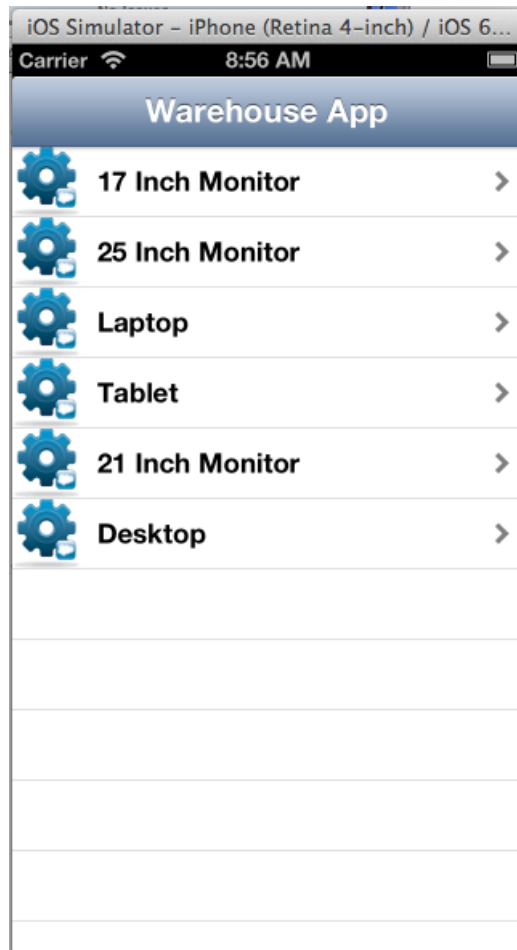 iOS Simulator – iPhone (Retina 4-inch) / iOS 6...
Carrier 8:56 AM
Warehouse App
17 Inch Monitor
25 Inch Monitor
Laptop
Tablet
21 Inch Monitor
Desktop